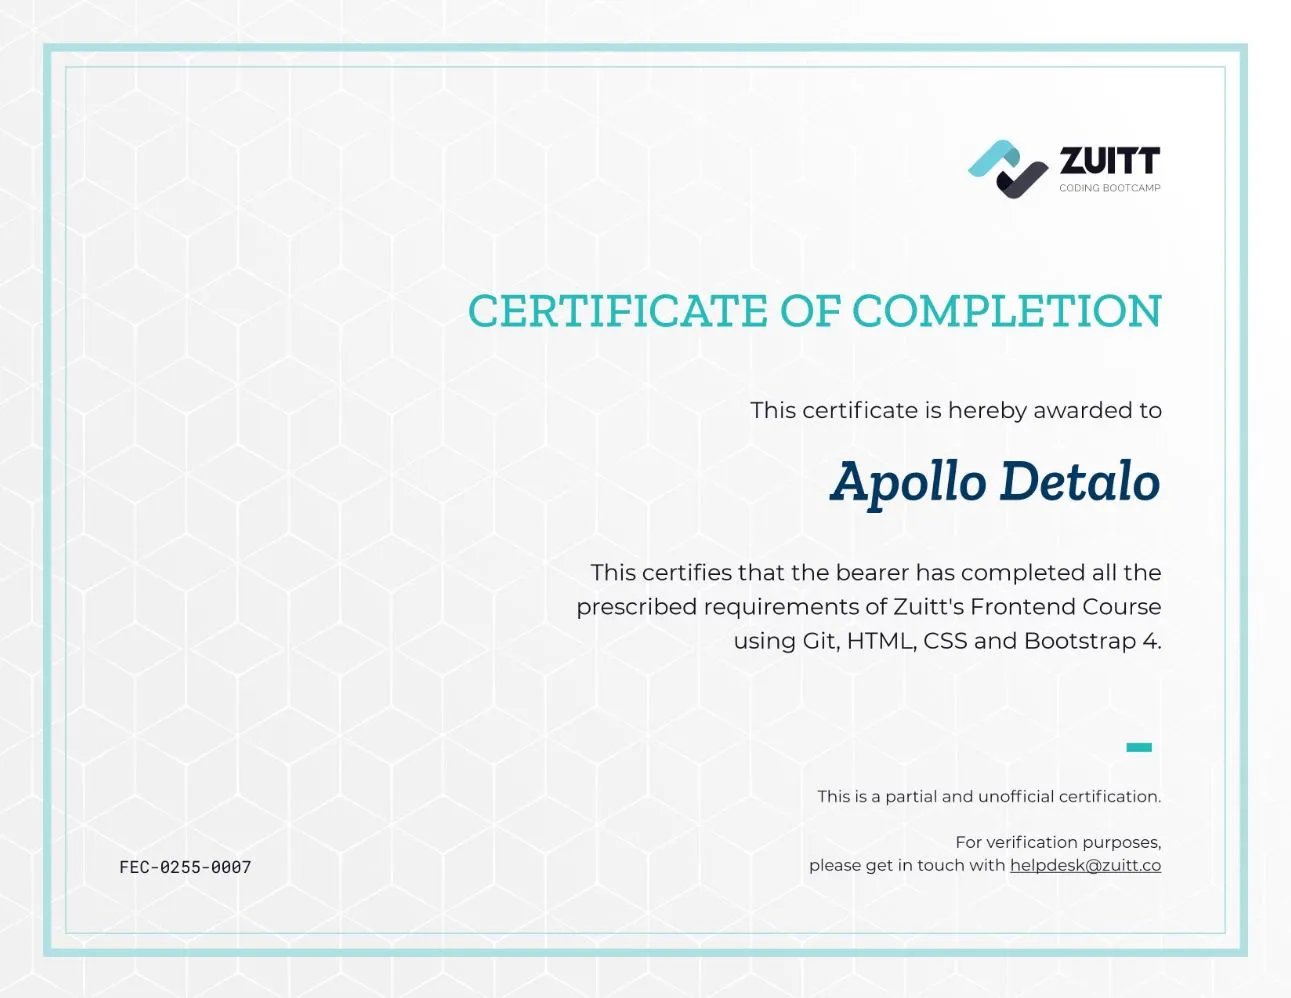 ZUITT
CODING BOOTCAMP
CERTIFICATE OF COMPLETION
This certificate is hereby awarded to
Apollo Detalo
This certifies that the bearer has completed all the
prescribed requirements of Zuitt's Frontend Course
using Git, HTML, CSS and Bootstrap 4.
This is a partial and unofficial certification.
For verification purposes,
please get in touch with helpdesk@zuitt.co
FEC-0255-0007